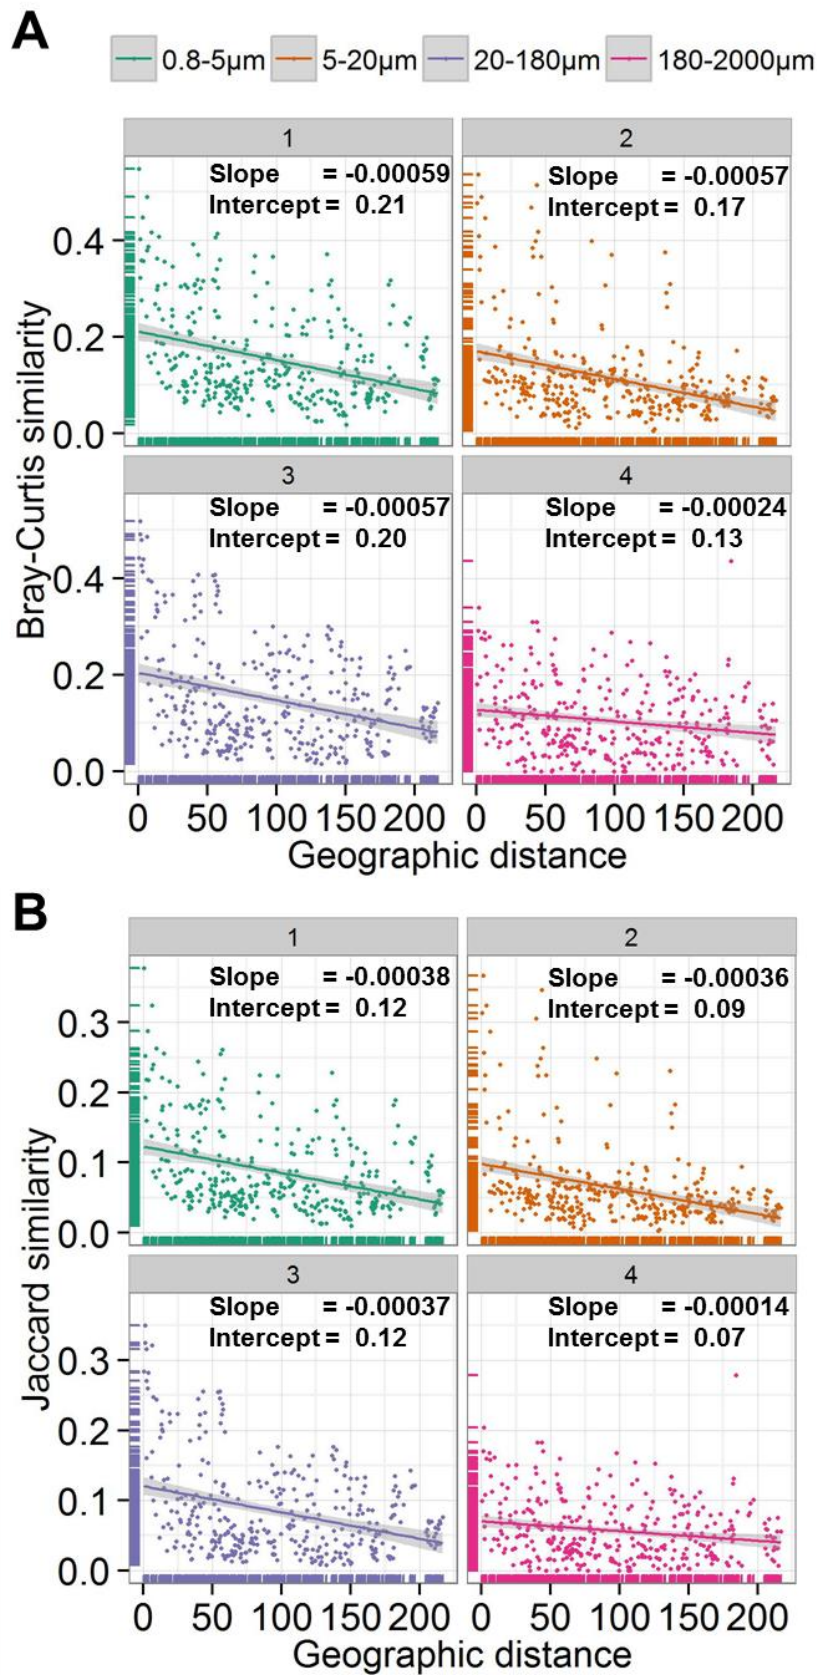 A
0.8-5µm 5-20µm 20-180µm 180-2000µm
1
Slope = -0.00059
Intercept = 0.21
2
Slope = -0.00057
Intercept = 0.17
0.4
0.2
0.0
3
Slope = -0.00057
Intercept = 0.20
4
Slope = -0.00024
Intercept = 0.13
0.4
0.2
0.0
Bray-Curtis similarity
0 50 100 150 200 0 50 100 150 200
Geographic distance
B
1
Slope = -0.00038
Intercept = 0.12
2
Slope = -0.00036
Intercept = 0.09
0.3
0.2
0.1
0.0
3
Slope = -0.00037
Intercept = 0.12
4
Slope = -0.00014
Intercept = 0.07
0.3
0.2
0.1
0.0
Jaccard similarity
0 50 100 150 200 0 50 100 150 200
Geographic distance